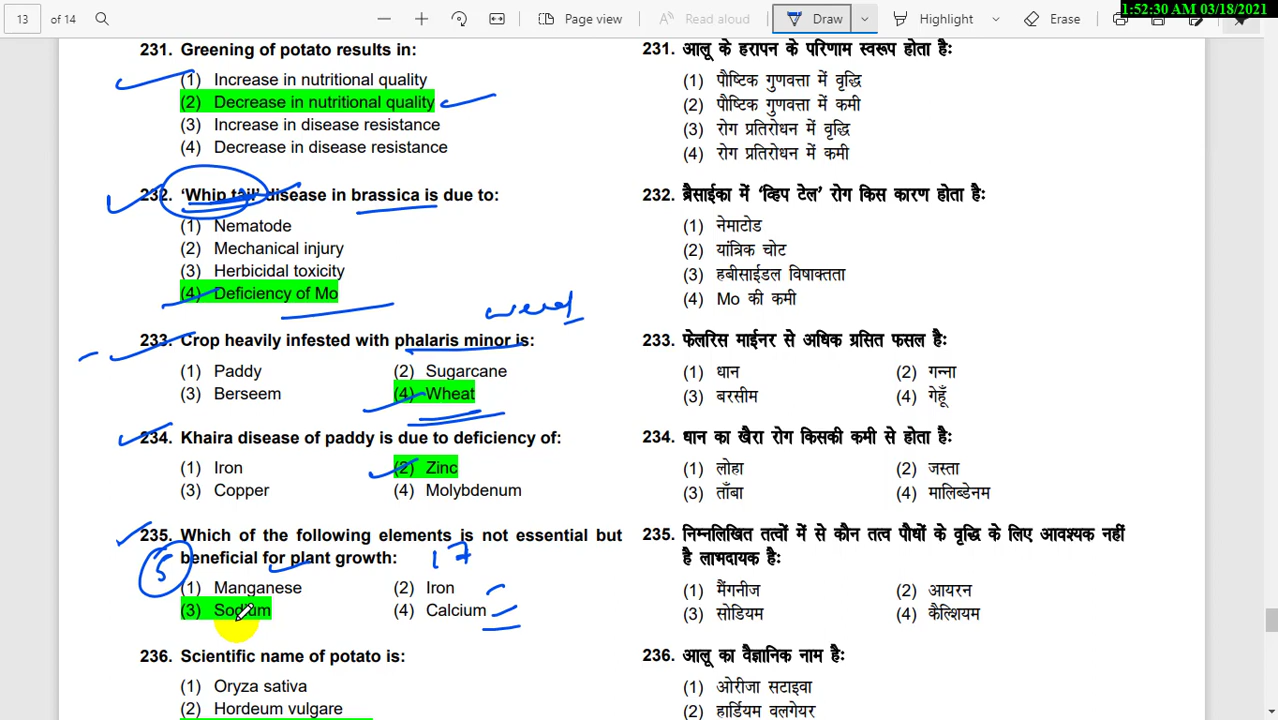 13 of 14 Page view Read aloud Draw Highlight Erase
1:52:30 AM 03/18/2021
231. Greening of potato results in:
(1) Increase in nutritional quality
(2) Decrease in nutritional quality
(3) Increase in disease resistance
(4) Decrease in disease resistance
232. 'Whip tail' disease in brassica is due to:
(1) Nematode
(2) Mechanical injury
(3) Herbicidal toxicity
(4) Deficiency of Mo
weed
233. Crop heavily infested with phalaris minor is:
(1) Paddy (2) Sugarcane
(3) Berseem (4) Wheat
234. Khaira disease of paddy is due to deficiency of:
(1) Iron (2) Zinc
(3) Copper (4) Molybdenum
235. Which of the following elements is not essential but
beneficial for plant growth:
17
5
(1) Manganese (2) Iron
(3) Sodium (4) Calcium
236. Scientific name of potato is:
(1) Oryza sativa
(2) Hordeum vulgare
231. आलू के हरापन के परिणाम स्वरूप होता है:
(1) पौष्टिक गुणवत्ता में वृद्धि
(2) पौष्टिक गुणवत्ता में कमी
(3) रोग प्रतिरोधन में वृद्धि
(4) रोग प्रतिरोधन में कमी
232. ब्रैसाईका में 'व्हिप टेल' रोग किस कारण होता है:
(1) नेमाटोड
(2) यांत्रिक चोट
(3) हबीसाईडल विषाक्तता
(4) Mo की कमी
233. फेलरिस माईनर से अधिक ग्रसित फसल है:
(1) धान (2) गन्ना
(3) बरसीम (4) गेहूँ
234. धान का खैरा रोग किसकी कमी से होता है:
(1) लोहा (2) जस्ता
(3) ताँबा (4) मालिब्डेनम
235. निम्नलिखित तत्वों में से कौन तत्व पौधों के वृद्धि के लिए आवश्यक नहीं
है लाभदायक है:
(1) मैंगनीज (2) आयरन
(3) सोडियम (4) कैल्शियम
236. आलू का वैज्ञानिक नाम है:
(1) ओरीजा सटाइवा
(2) हार्डियम वलगेयर